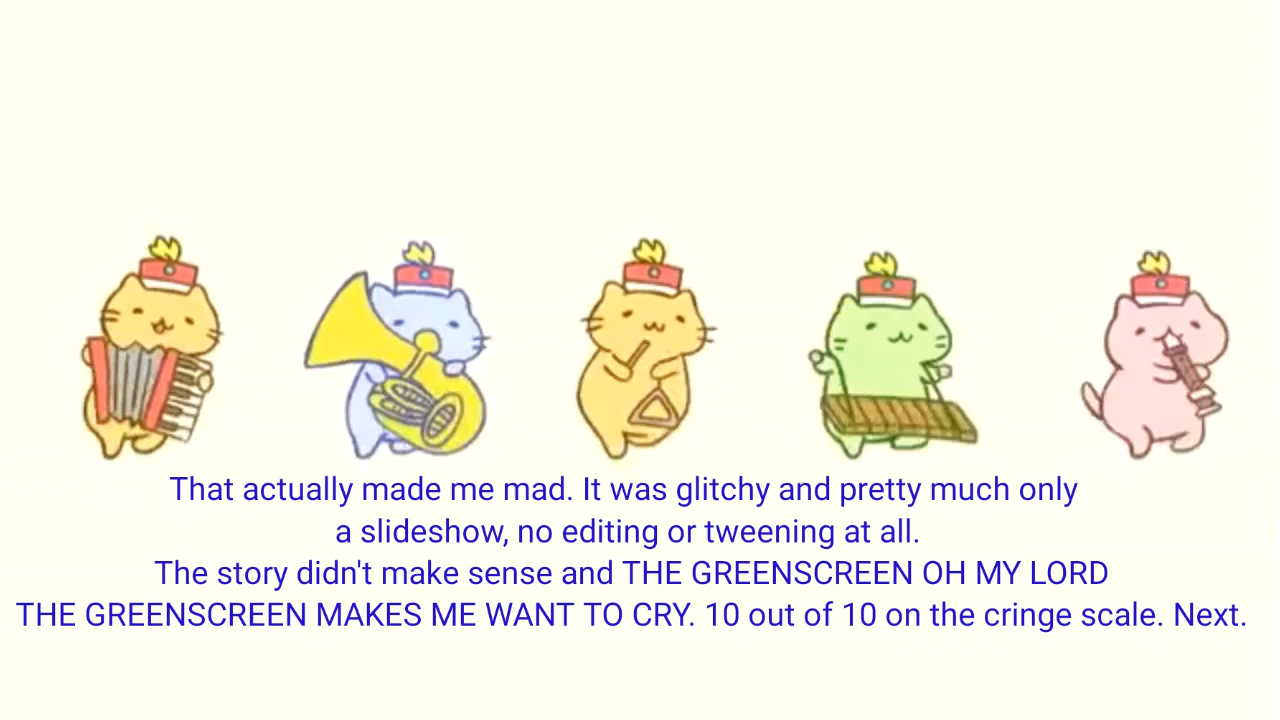 That actually made me mad. It was glitchy and pretty much only
a slideshow, no editing or tweening at all.
The story didn't make sense and THE GREENSCREEN OH MY LORD
THE GREENSCREEN MAKES ME WANT TO CRY. 10 out of 10 on the cringe scale. Next.